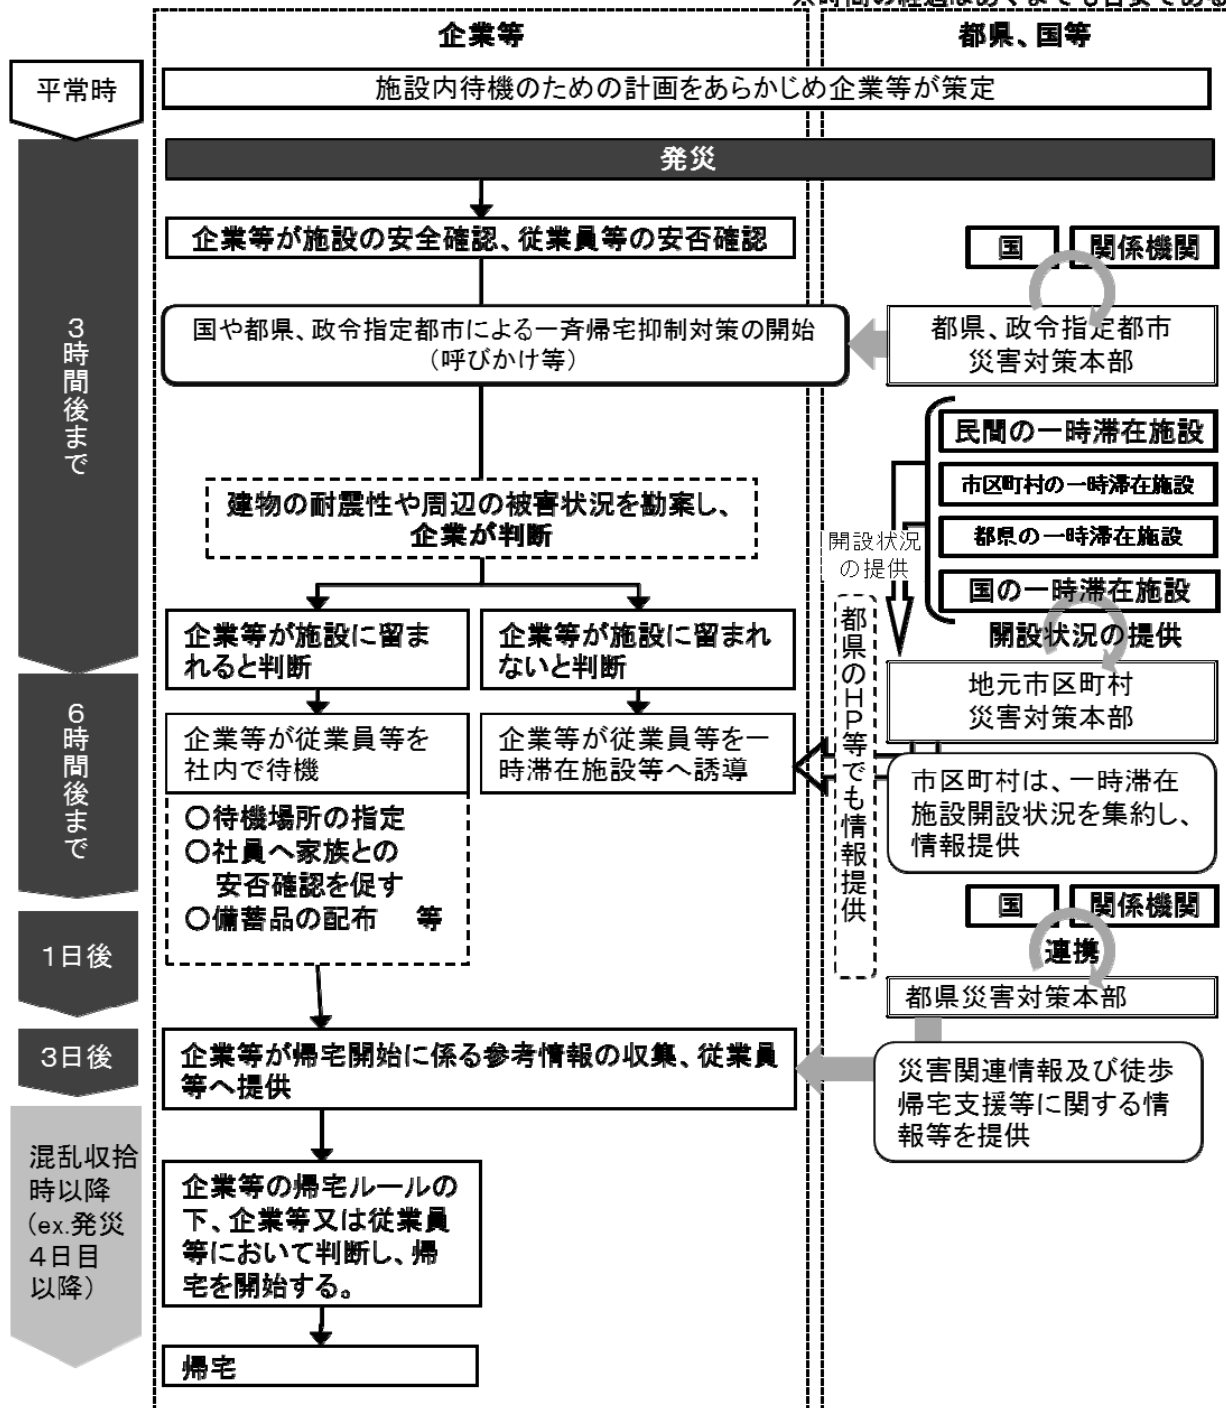 ※時間の経過はあくまでも目安である
企業等
都県、国等
平常時
施設内待機のための計画をあらかじめ企業等が策定
発災
3時間後まで
企業等が施設の安全確認、従業員等の安否確認
国
関係機関
国や都県、政令指定都市による一斉帰宅抑制対策の開始
（呼びかけ等）
都県、政令指定都市
災害対策本部
民間の一時滞在施設
市区町村の一時滞在施設
都県の一時滞在施設
国の一時滞在施設
建物の耐震性や周辺の被害状況を勘案し、
企業が判断
開設状況
の提供
開設状況の提供
企業等が施設に留ま
れると判断
企業等が施設に留まれ
ないと判断
都県のHP等でも情報提供
地元市区町村
災害対策本部
6時間後まで
企業等が従業員等を
社内で待機
企業等が従業員等を一
時滞在施設等へ誘導
市区町村は、一時滞在
施設開設状況を集約し、
情報提供
○待機場所の指定
○社員へ家族との
安否確認を促す
○備蓄品の配布　等
国
関係機関
連携
1日後
都県災害対策本部
3日後
企業等が帰宅開始に係る参考情報の収集、従業員
等へ提供
災害関連情報及び徒歩
帰宅支援等に関する情
報等を提供
混乱収拾
時以降
（ex.発災
4日目
以降）
企業等の帰宅ルールの
下、企業等又は従業員
等において判断し、帰
宅を開始する。
帰宅